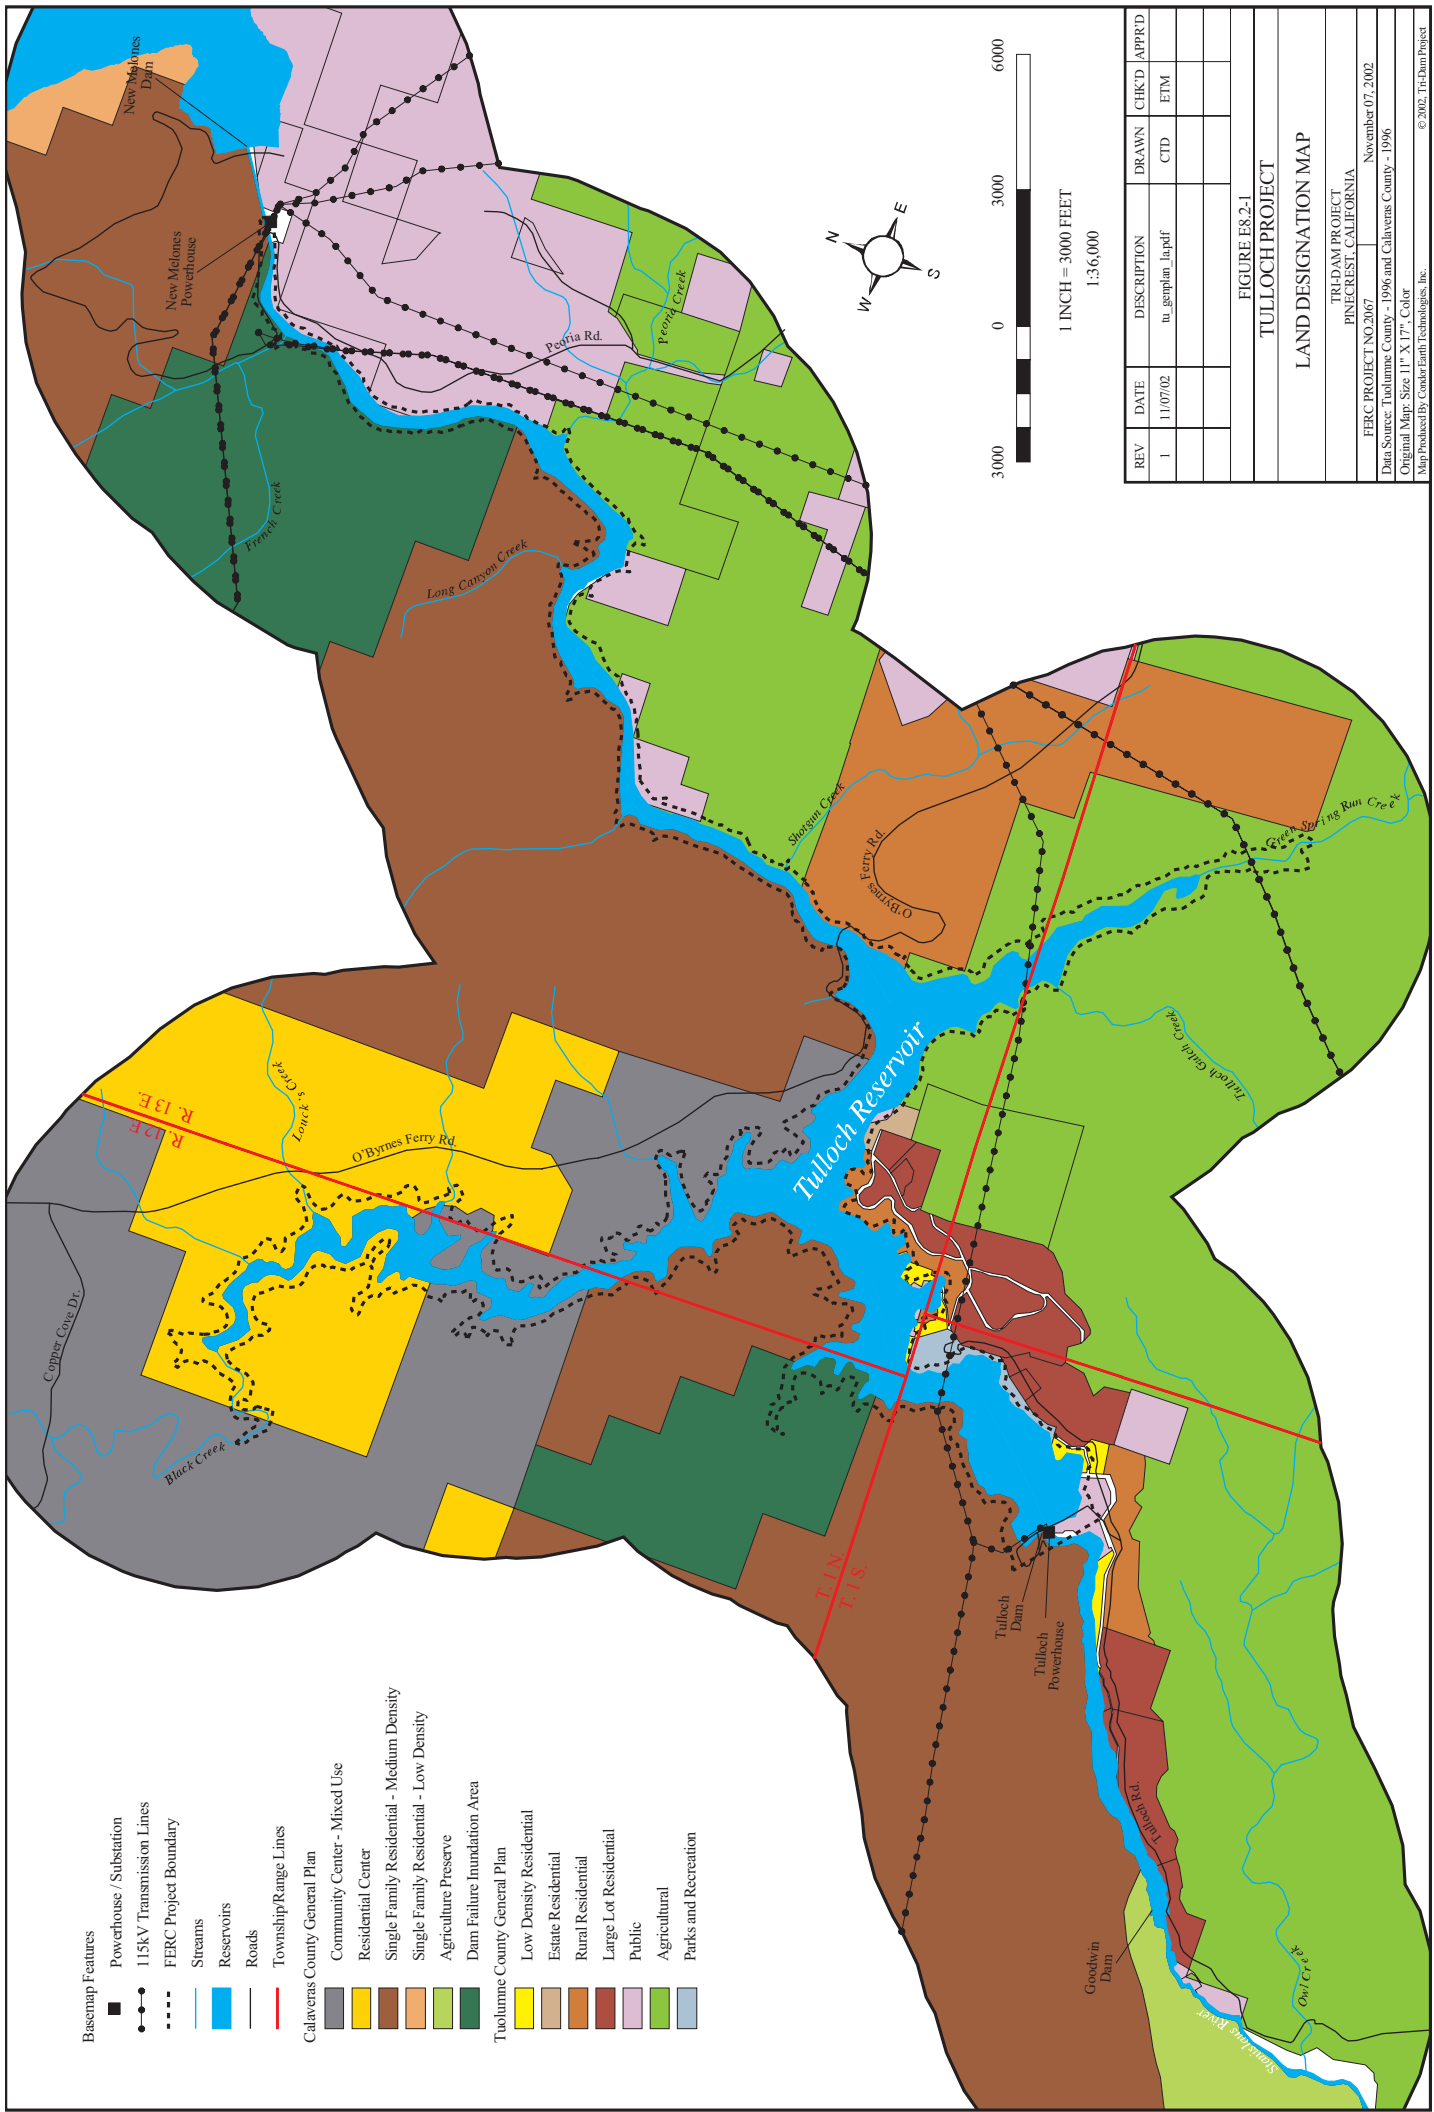 Basemap Features
Powerhouse / Substation
115kV Transmission Lines
FERC Project Boundary
Streams
Reservoirs
Roads
Township/Range Lines
Calaveras County General Plan
Community Center - Mixed Use
Residential Center
Single Family Residential - Medium Density
Single Family Residential - Low Density
Agriculture Preserve
Dam Failure Inundation Area
Tuolumne County General Plan
Low Density Residential
Estate Residential
Rural Residential
Large Lot Residential
Public
Agricultural
Parks and Recreation
Copper Cove Dr.
Black Creek
Louck's Creek
R. 13 E.
R. 12 E.
O'Byrnes Ferry Rd.
French Creek
Long Canyon Creek
New Melones
Dam
New Melones
Powerhouse
Peoria Rd.
Peoria Creek
Shotgun Creek
O'Byrnes Ferry Rd.
Green Spring Run Creek
Tulloch Gulch Creek
Tulloch Reservoir
T. 1 N.
T. 1 S.
Tulloch
Dam
Tulloch
Powerhouse
Tulloch Rd.
Goodwin
Dam
Stanislaus River
Owl Creek
N
E
S
W
3000
0
3000
6000
1 INCH = 3000 FEET
1:36,000
REV DATE DESCRIPTION DRAWN CHK'D APPR'D
1 11/07/02 tu_genplan_la.pdf CTD ETM
FIGURE E8.2-1
TULLOCH PROJECT
LAND DESIGNATION MAP
TRI-DAM PROJECT
PINECREST, CALIFORNIA
FERC PROJECT NO.2067 November 07, 2002
Data Source: Tuolumne County - 1996 and Calaveras County - 1996
Original Map: Size 11" X 17", Color
Map Produced By Condor Earth Technologies, Inc. © 2002, Tri-Dam Project